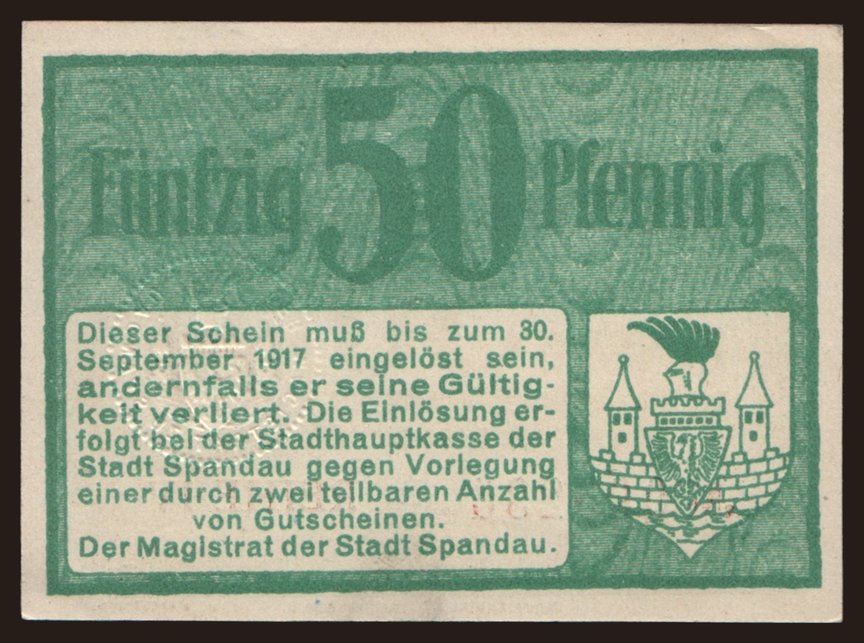 Fünfzig 50 Pfennig
Dieser Schein muß bis zum 30.
September 1917 eingelöst sein,
andernfalls er seine Gültig-
keit verliert. Die Einlösung er-
folgt bei der Stadthauptkasse der
Stadt Spandau gegen Vorlegung
einer durch zwei teilbaren Anzahl
von Gutscheinen.
Der Magistrat der Stadt Spandau.